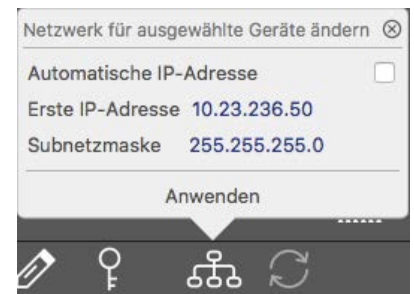 Netzwerk für ausgewählte Geräte ändern
Automatische IP-Adresse
Erste IP-Adresse 10.23.236.50
Subnetzmaske 255.255.255.0
Anwenden